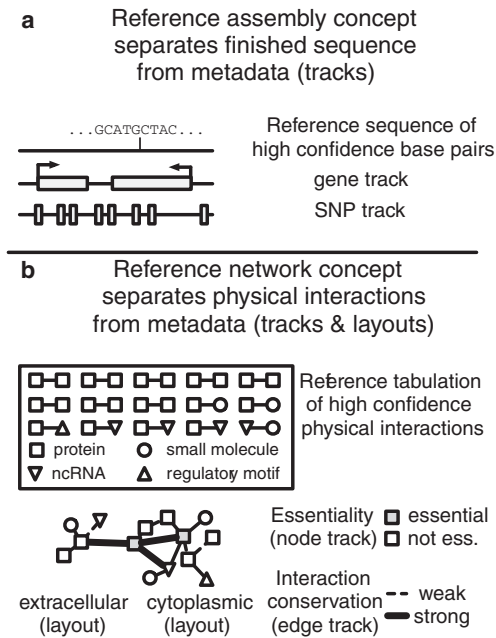 a
Reference assembly concept
separates finished sequence
from metadata (tracks)
...GCATGCTAC...
Reference sequence of
high confidence base pairs
gene track
SNP track
b
Reference network concept
separates physical interactions
from metadata (tracks & layouts)
Reference tabulation
of high confidence
physical interactions
protein
small molecule
ncRNA
regulatory motif
Essentiality
(node track)
essential
not ess.
Interaction
conservation
(edge track)
weak
strong
extracellular
(layout)
cytoplasmic
(layout)